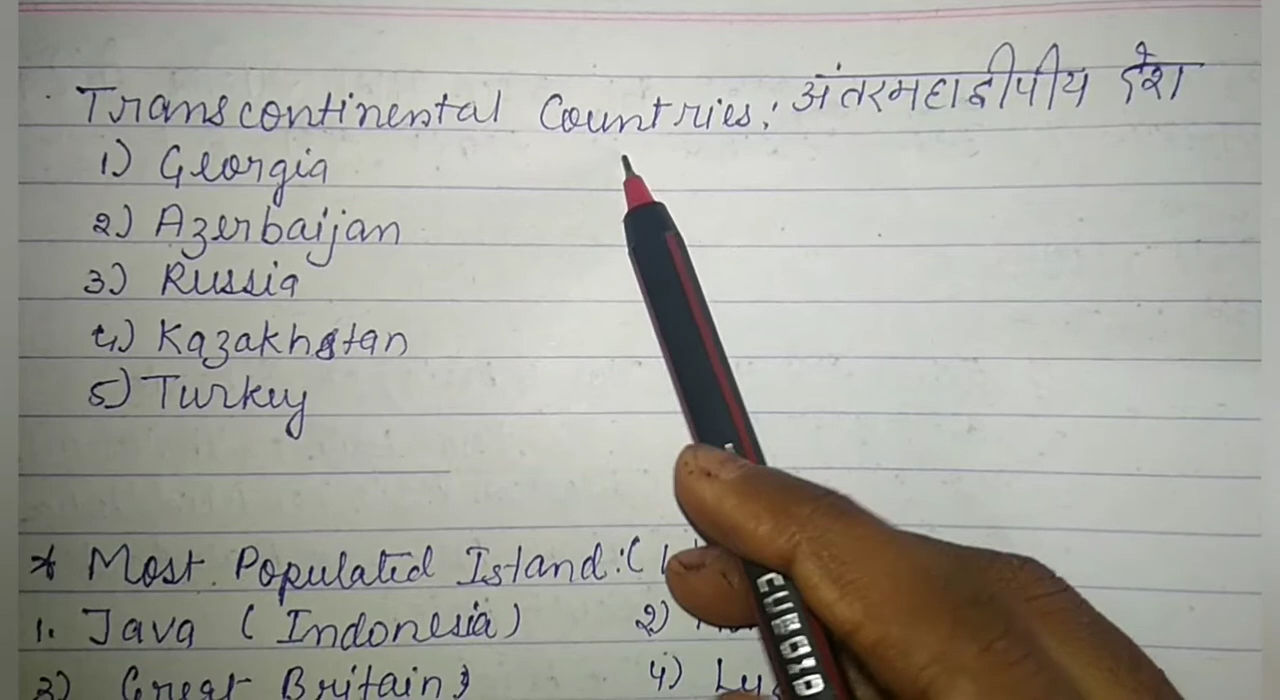 Transcontinental Countries: अंतरमहाद्वीपीय देश
1) Georgia
2) Azerbaijan
3) Russia
4) Kazakhstan
5) Turkey
* Most Populated Island: (
1. Java (Indonesia) 2)
3) Great Britain) 4)